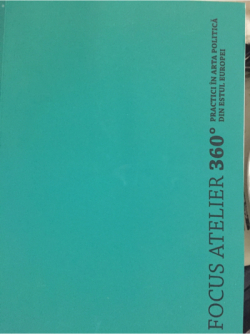 FOCUS ATELIER 360°
PRACTICI ÎN ARTA POLITICĂ
DIN ESTUL EUROPEI